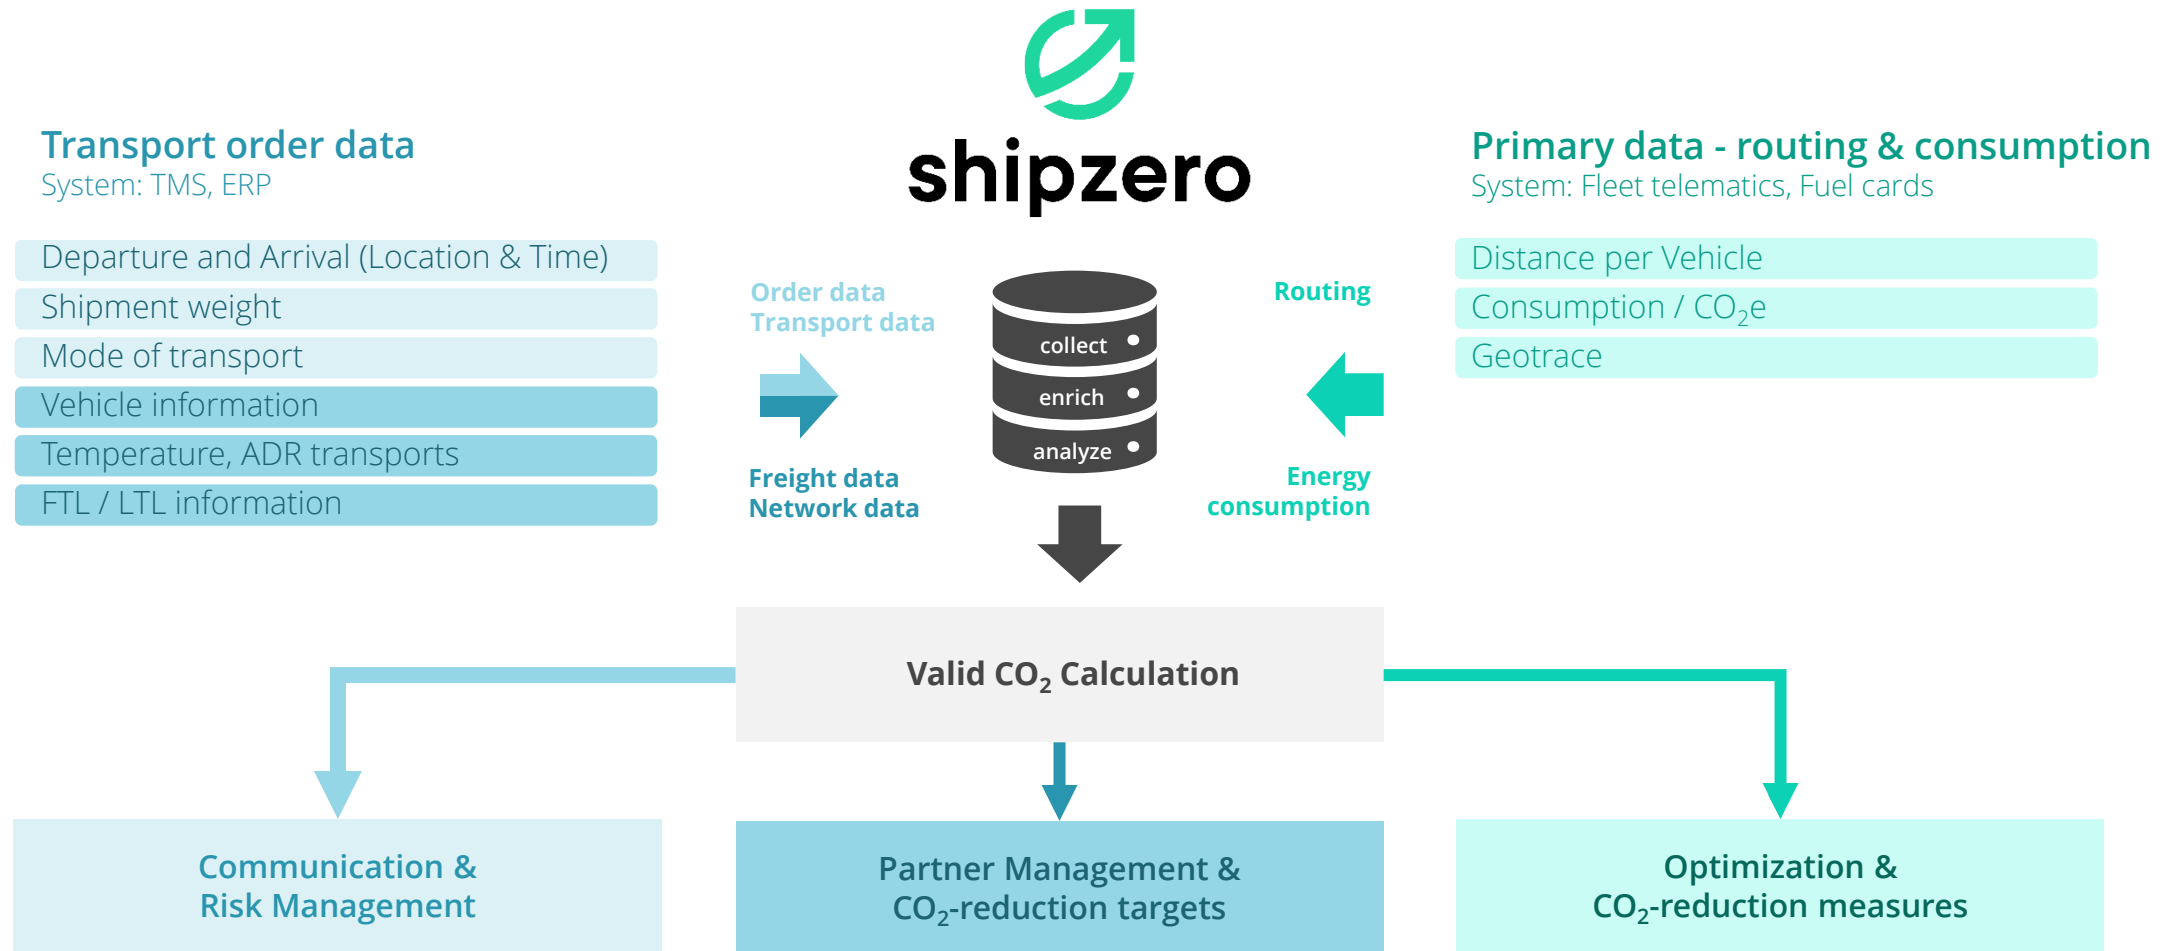 shipzero
Transport order data
System: TMS, ERP
Departure and Arrival (Location & Time)
Shipment weight
Mode of transport
Vehicle information
Temperature, ADR transports
FTL / LTL information
Order data
Transport data
Freight data
Network data
collect
enrich
analyze
Routing
Energy
consumption
Primary data - routing & consumption
System: Fleet telematics, Fuel cards
Distance per Vehicle
Consumption / CO₂e
Geotrace
Valid CO₂ Calculation
Communication &
Risk Management
Partner Management &
CO₂-reduction targets
Optimization &
CO₂-reduction measures